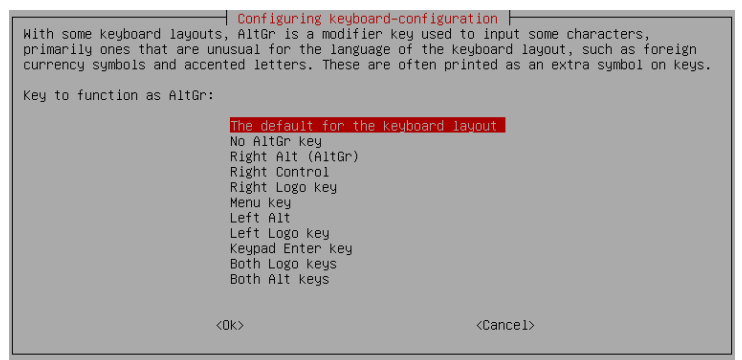 Configuring keyboard-configuration
With some keyboard layouts, AltGr is a modifier key used to input some characters,
primarily ones that are unusual for the language of the keyboard layout, such as foreign
currency symbols and accented letters. These are often printed as an extra symbol on keys.
Key to function as AltGr:
The default for the keyboard layout
No AltGr key
Right Alt (AltGr)
Right Control
Right Logo key
Menu key
Left Alt
Left Logo key
Keypad Enter key
Both Logo keys
Both Alt keys
<Ok> <Cancel>